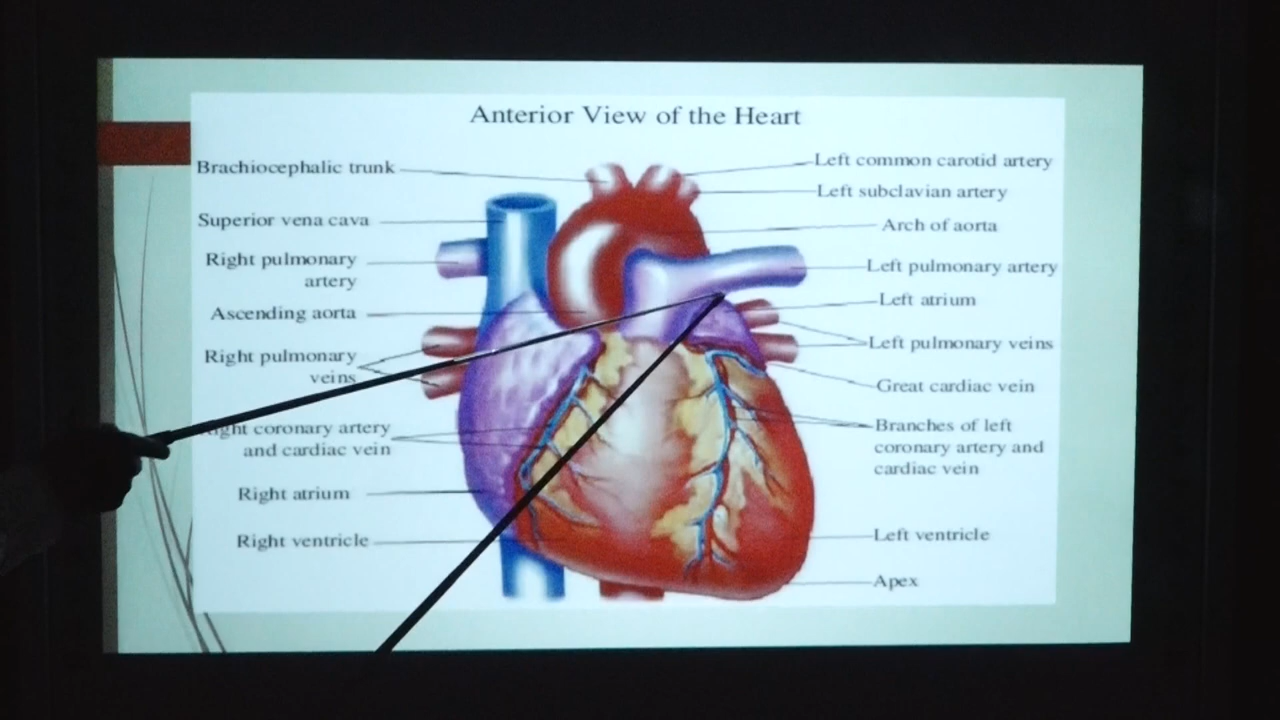 Anterior View of the Heart
Brachiocephalic trunk
Superior vena cava
Right pulmonary
artery
Ascending aorta
Right pulmonary
veins
coronary artery
and cardiac vein
Right atrium
Right ventricle
Left common carotid artery
Left subclavian artery
Arch of aorta
Left pulmonary artery
Left atrium
Left pulmonary veins
Great cardiac vein
Branches of left
coronary artery and
cardiac vein
Left ventricle
Apex